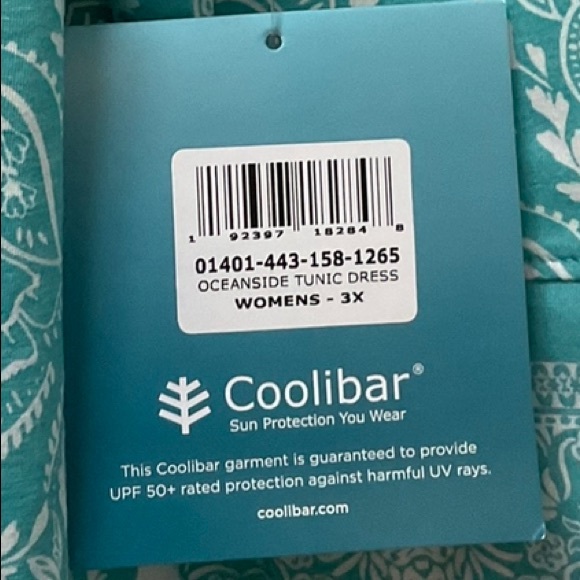 1 92397 18284 8
01401-443-158-1265
OCEANSIDE TUNIC DRESS
WOMENS - 3X
Coolibar®
Sun Protection You Wear
This Coolibar garment is guaranteed to provide
UPF 50+ rated protection against harmful UV rays.
coolibar.com